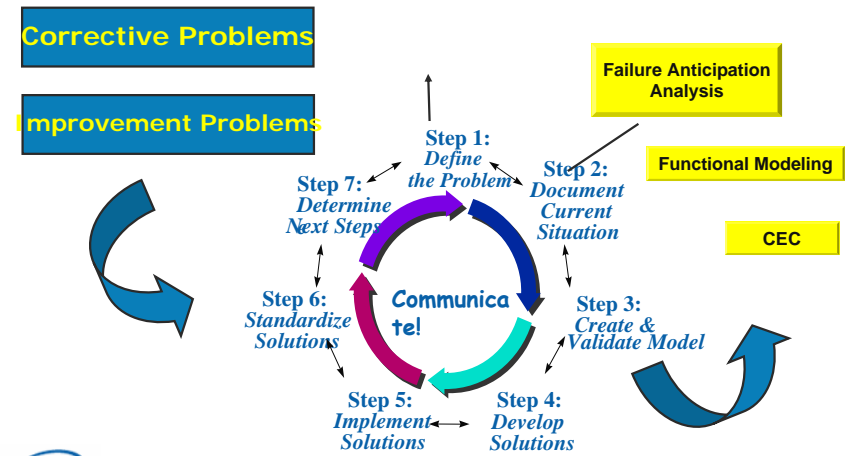 Corrective Problems
Improvement Problems
Failure Anticipation
Analysis
Functional Modeling
CEC
Step 1:
Define
the Problem
Step 2:
Document
Current
Situation
Step 3:
Create &
Validate Model
Step 4:
Develop
Solutions
Step 5:
Implement
Solutions
Step 6:
Standardize
Solutions
Step 7:
Determine
Next Steps
Communica
te!